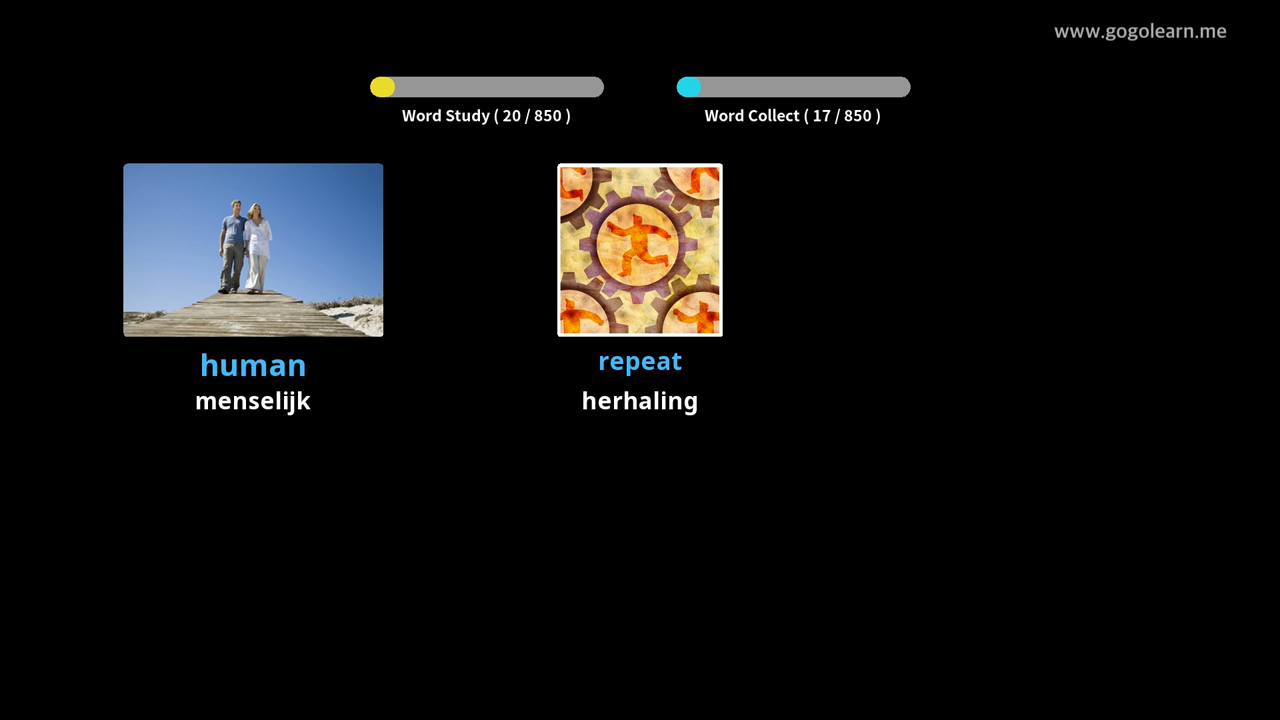 www.gogolearn.me
Word Study ( 20 / 850 )
Word Collect ( 17 / 850 )
human
menselijk
repeat
herhaling